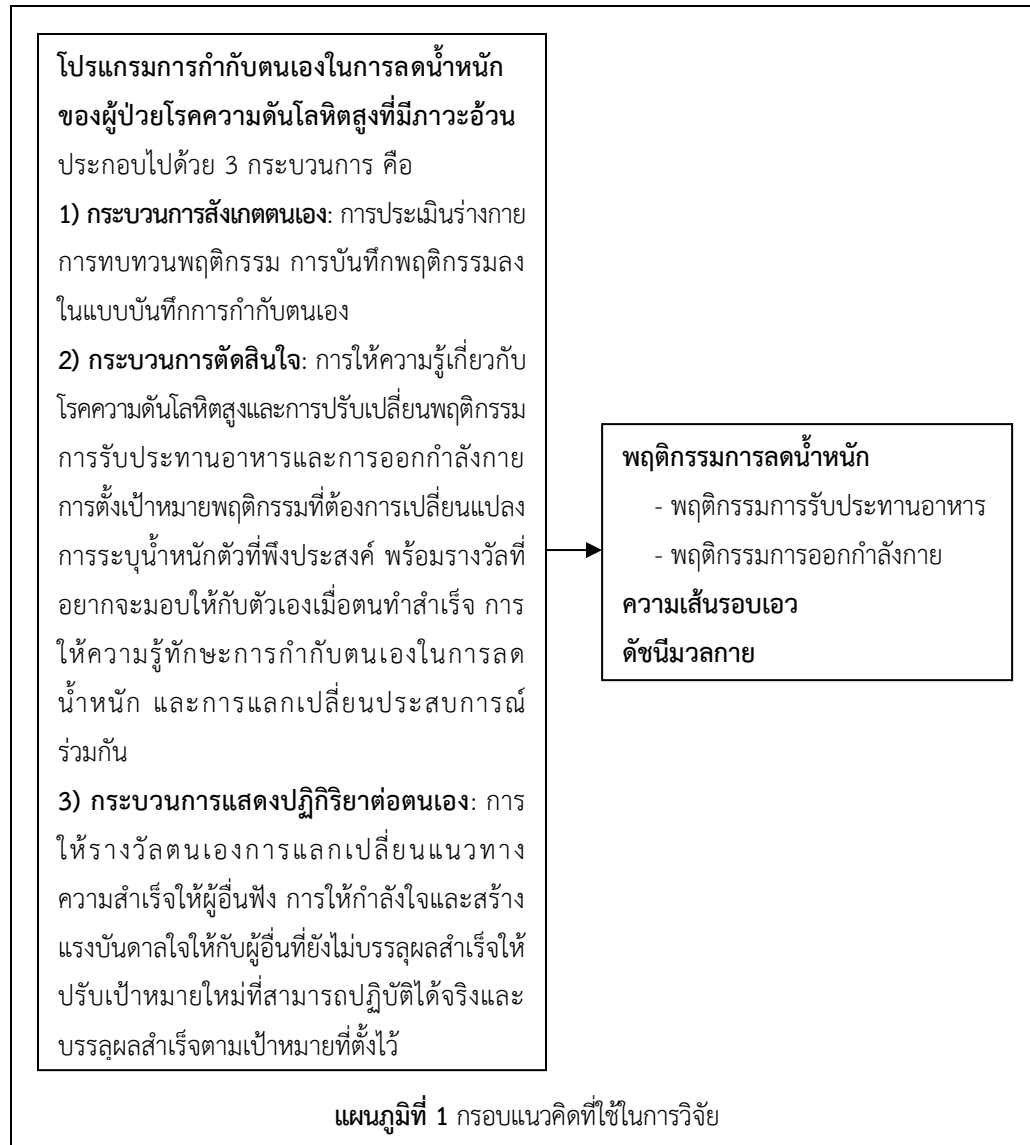 โปรแกรมการกำกับตนเองในการลดน้ำหนัก
ของผู้ป่วยโรคความดันโลหิตสูงที่มีภาวะอ้วน
ประกอบไปด้วย 3 กระบวนการ คือ
1) กระบวนการสังเกตตนเอง: การประเมินร่างกาย
การทบทวนพฤติกรรม การบันทึกพฤติกรรมลง
ในแบบบันทึกการกำกับตนเอง
2) กระบวนการตัดสินใจ: การให้ความรู้เกี่ยวกับ
โรคความดันโลหิตสูงและการปรับเปลี่ยนพฤติกรรม
การรับประทานอาหารและการออกกำลังกาย
การตั้งเป้าหมายพฤติกรรมที่ต้องการเปลี่ยนแปลง
การระบุน้ำหนักตัวที่พึงประสงค์ พร้อมรางวัลที่
อยากจะมอบให้กับตัวเองเมื่อตนทำสำเร็จ การ
ให้ความรู้ทักษะการกำกับตนเองในการลด
น้ำหนัก และการแลกเปลี่ยนประสบการณ์
ร่วมกัน
3) กระบวนการแสดงปฏิกิริยาต่อตนเอง: การ
ให้รางวัลตนเองการแลกเปลี่ยนแนวทาง
ความสำเร็จให้ผู้อื่นฟัง การให้กำลังใจและสร้าง
แรงบันดาลใจให้กับผู้อื่นที่ยังไม่บรรลุผลสำเร็จให้
ปรับเป้าหมายใหม่ที่สามารถปฏิบัติได้จริงและ
บรรลุผลสำเร็จตามเป้าหมายที่ตั้งไว้
พฤติกรรมการลดน้ำหนัก
- พฤติกรรมการรับประทานอาหาร
- พฤติกรรมการออกกำลังกาย
ความเส้นรอบเอว
ดัชนีมวลกาย
แผนภูมิที่ 1 กรอบแนวคิดที่ใช้ในการวิจัย